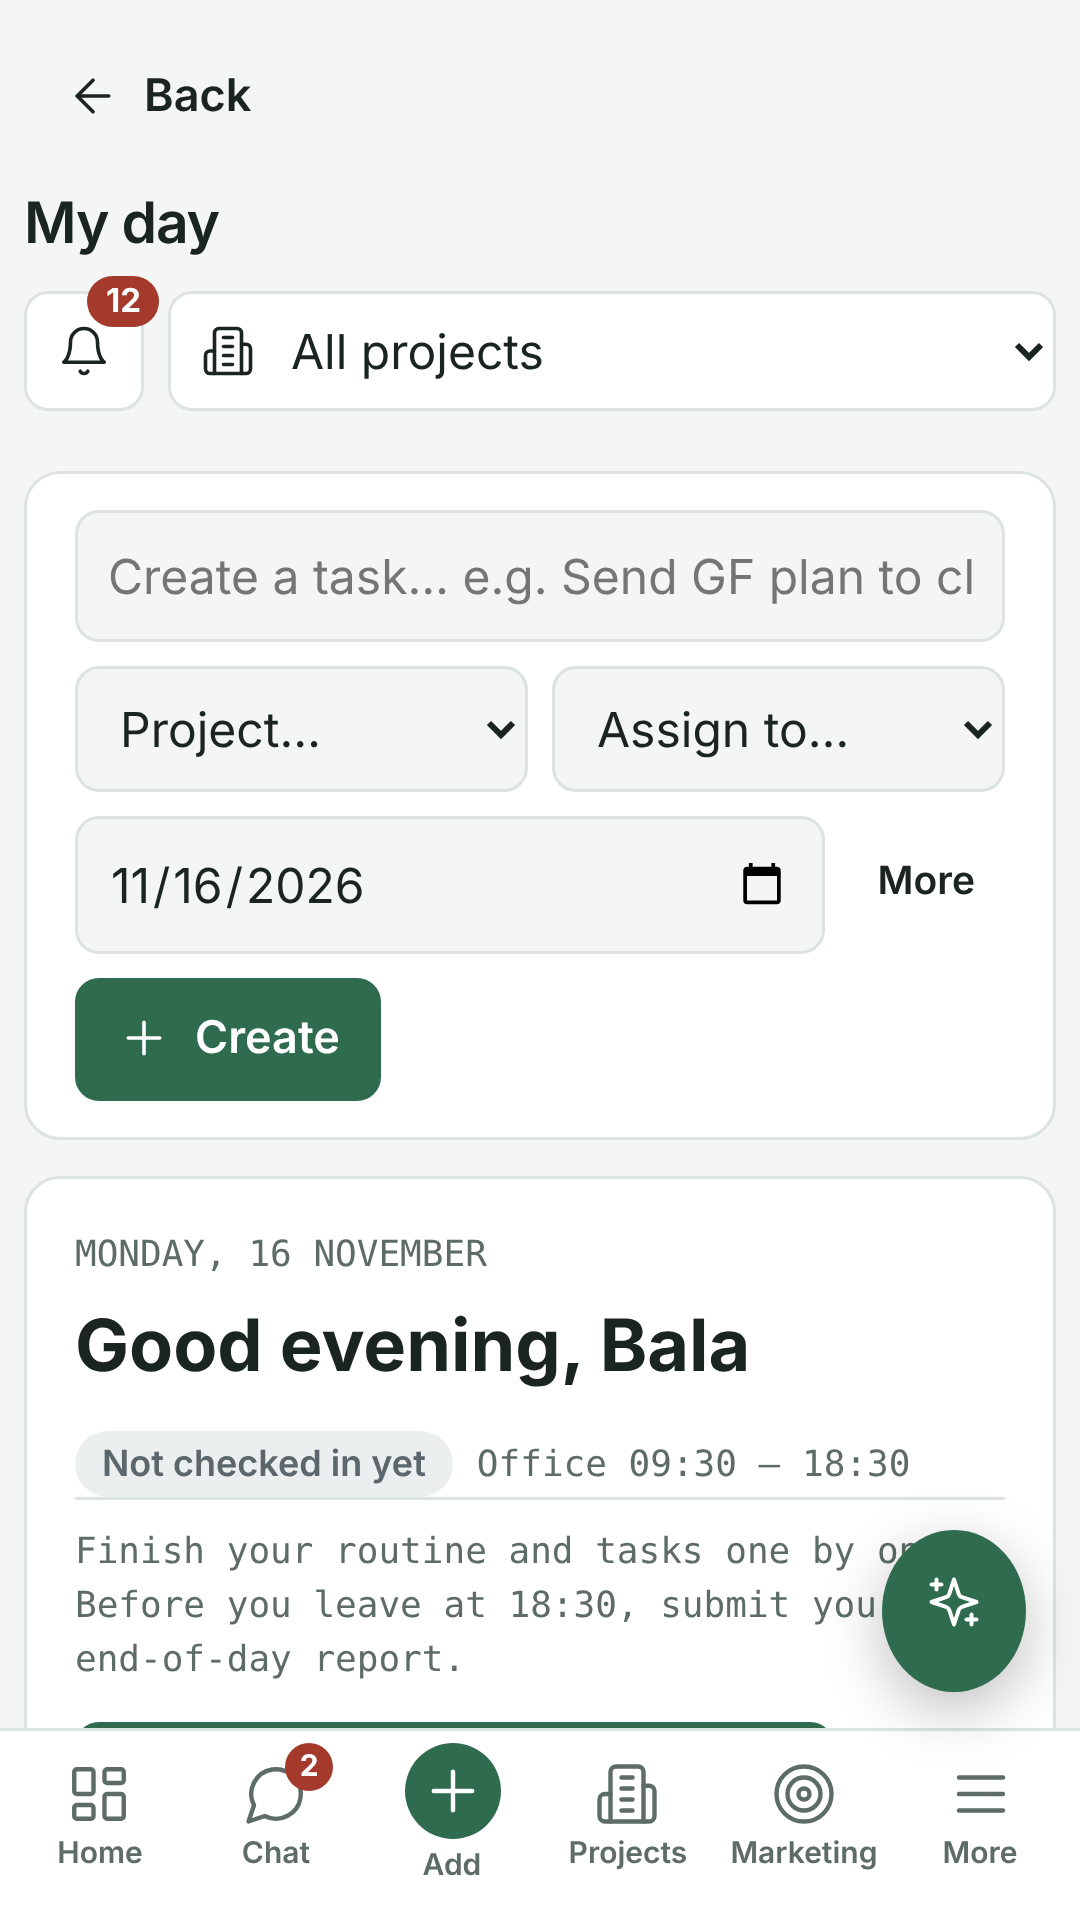 Back
My day
12
All projects
Create a task... e.g. Send GF plan to cl
Project...
Assign to...
11/16/2026
More
Create
MONDAY, 16 NOVEMBER
Good evening, Bala
Not checked in yet
Office 09:30 – 18:30
Finish your routine and tasks one by
Before you leave at 18:30, submit you
end-of-day report.
2
Home
Chat
Add
Projects
Marketing
More